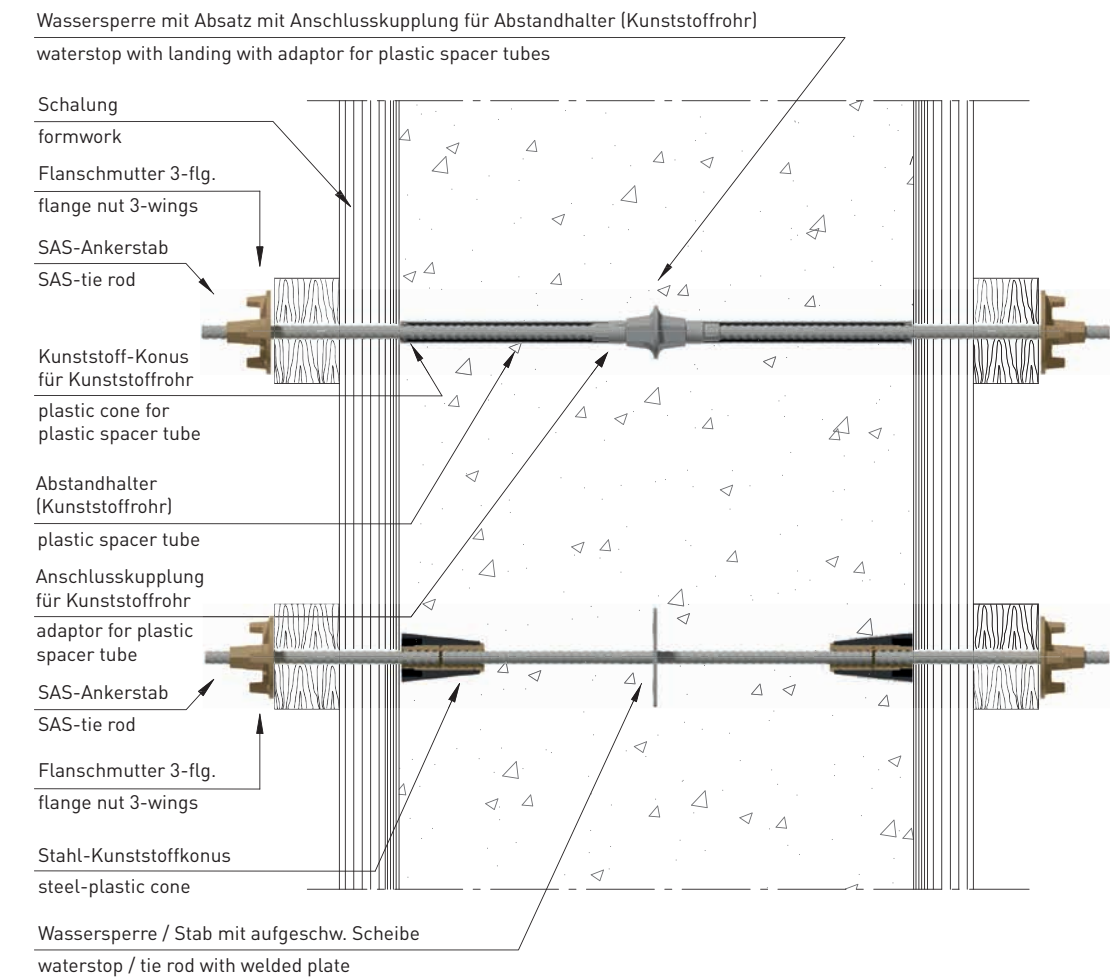 Wassersperre mit Absatz mit Anschlusskupplung für Abstandhalter (Kunststoffrohr)
waterstop with landing with adaptor for plastic spacer tubes
Schalung
formwork
Flanschmutter 3-flg.
flange nut 3-wings
SAS-Ankerstab
SAS-tie rod
Kunststoff-Konus
für Kunststoffrohr
plastic cone for
plastic spacer tube
Abstandhalter
(Kunststoffrohr)
plastic spacer tube
Anschlusskupplung
für Kunststoffrohr
adaptor for plastic
spacer tube
SAS-Ankerstab
SAS-tie rod
Flanschmutter 3-flg.
flange nut 3-wings
Stahl-Kunststoffkonus
steel-plastic cone
Wassersperre / Stab mit aufgeschw. Scheibe
waterstop / tie rod with welded plate